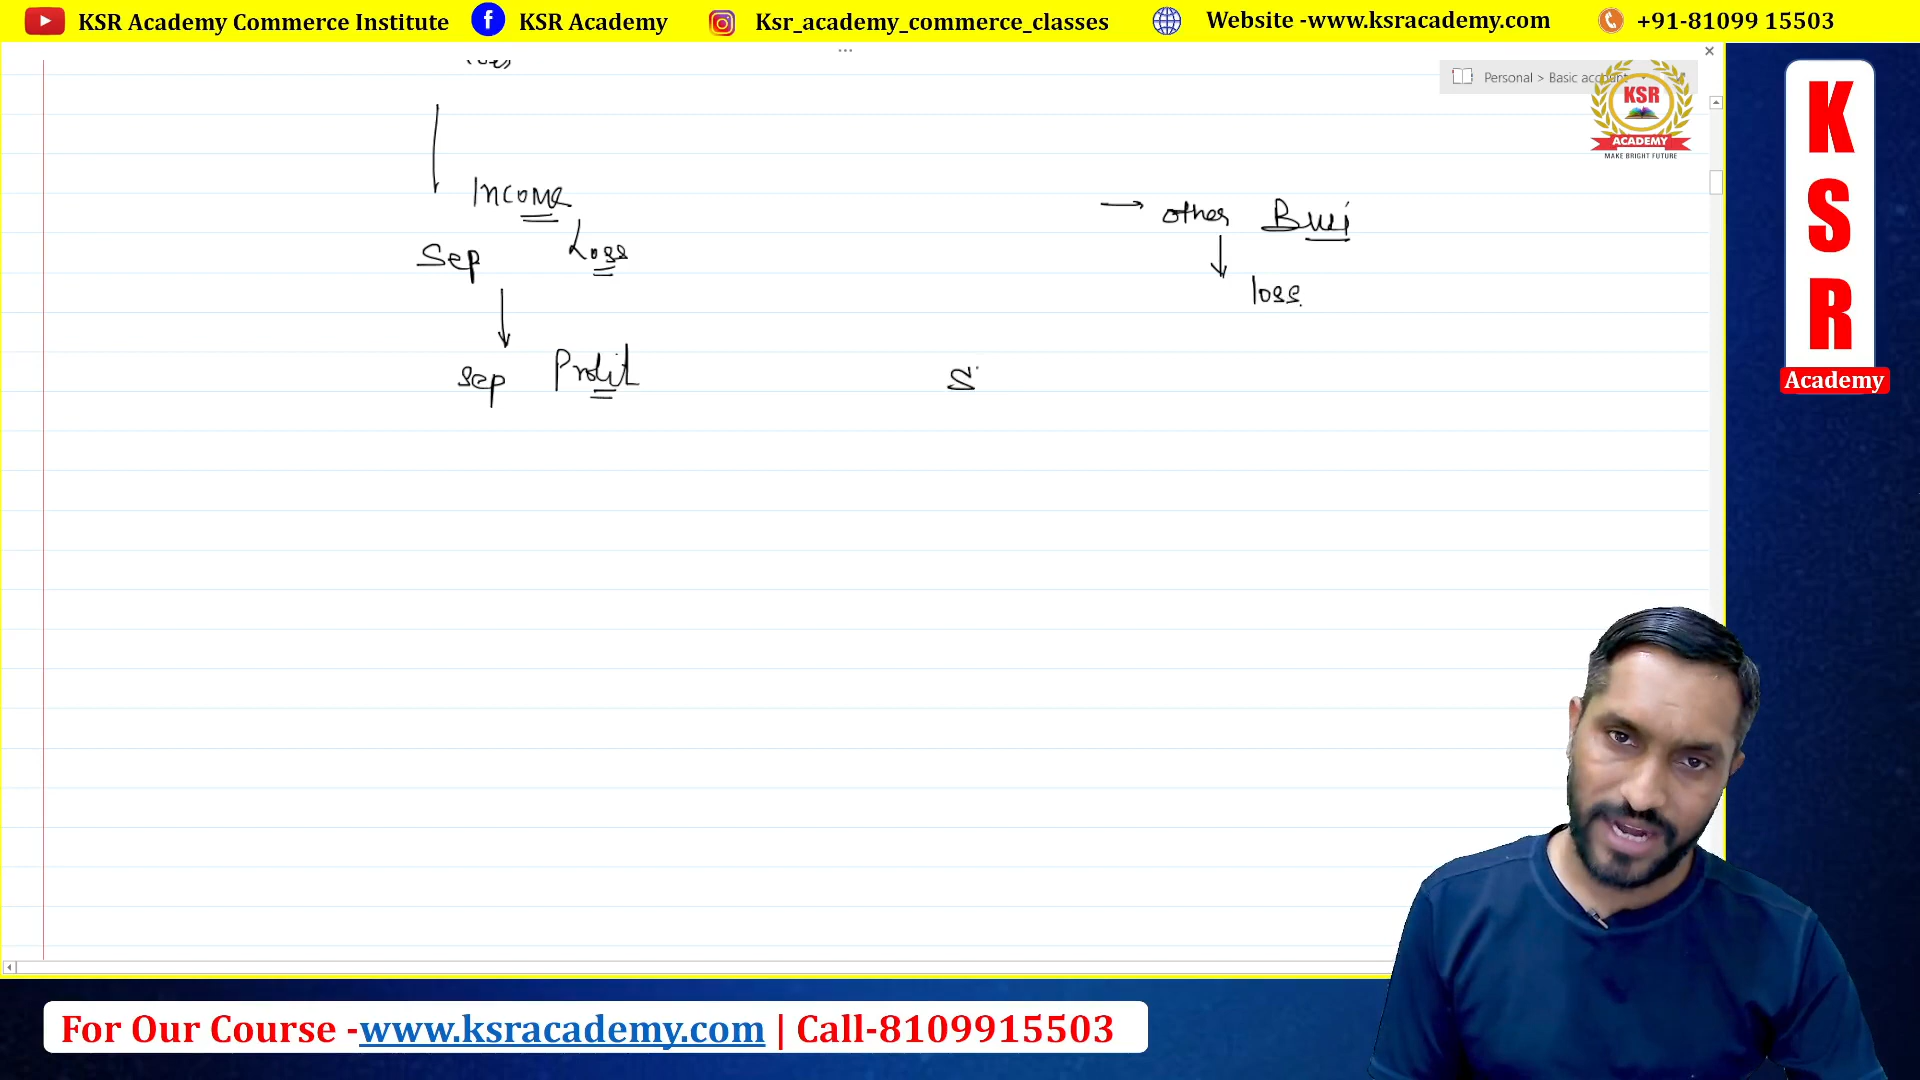 KSR Academy Commerce Institute KSR Academy Ksr_academy_commerce_classes Website -www.ksracademy.com +91-81099 15503
Personal > Basic account
KSR
ACADEMY
MAKE BRIGHT FUTURE
K
S
R
Academy
Income
Sep Loss
Sep Profit
→ other Busi
loss
S
For Our Course -www.ksracademy.com | Call-8109915503